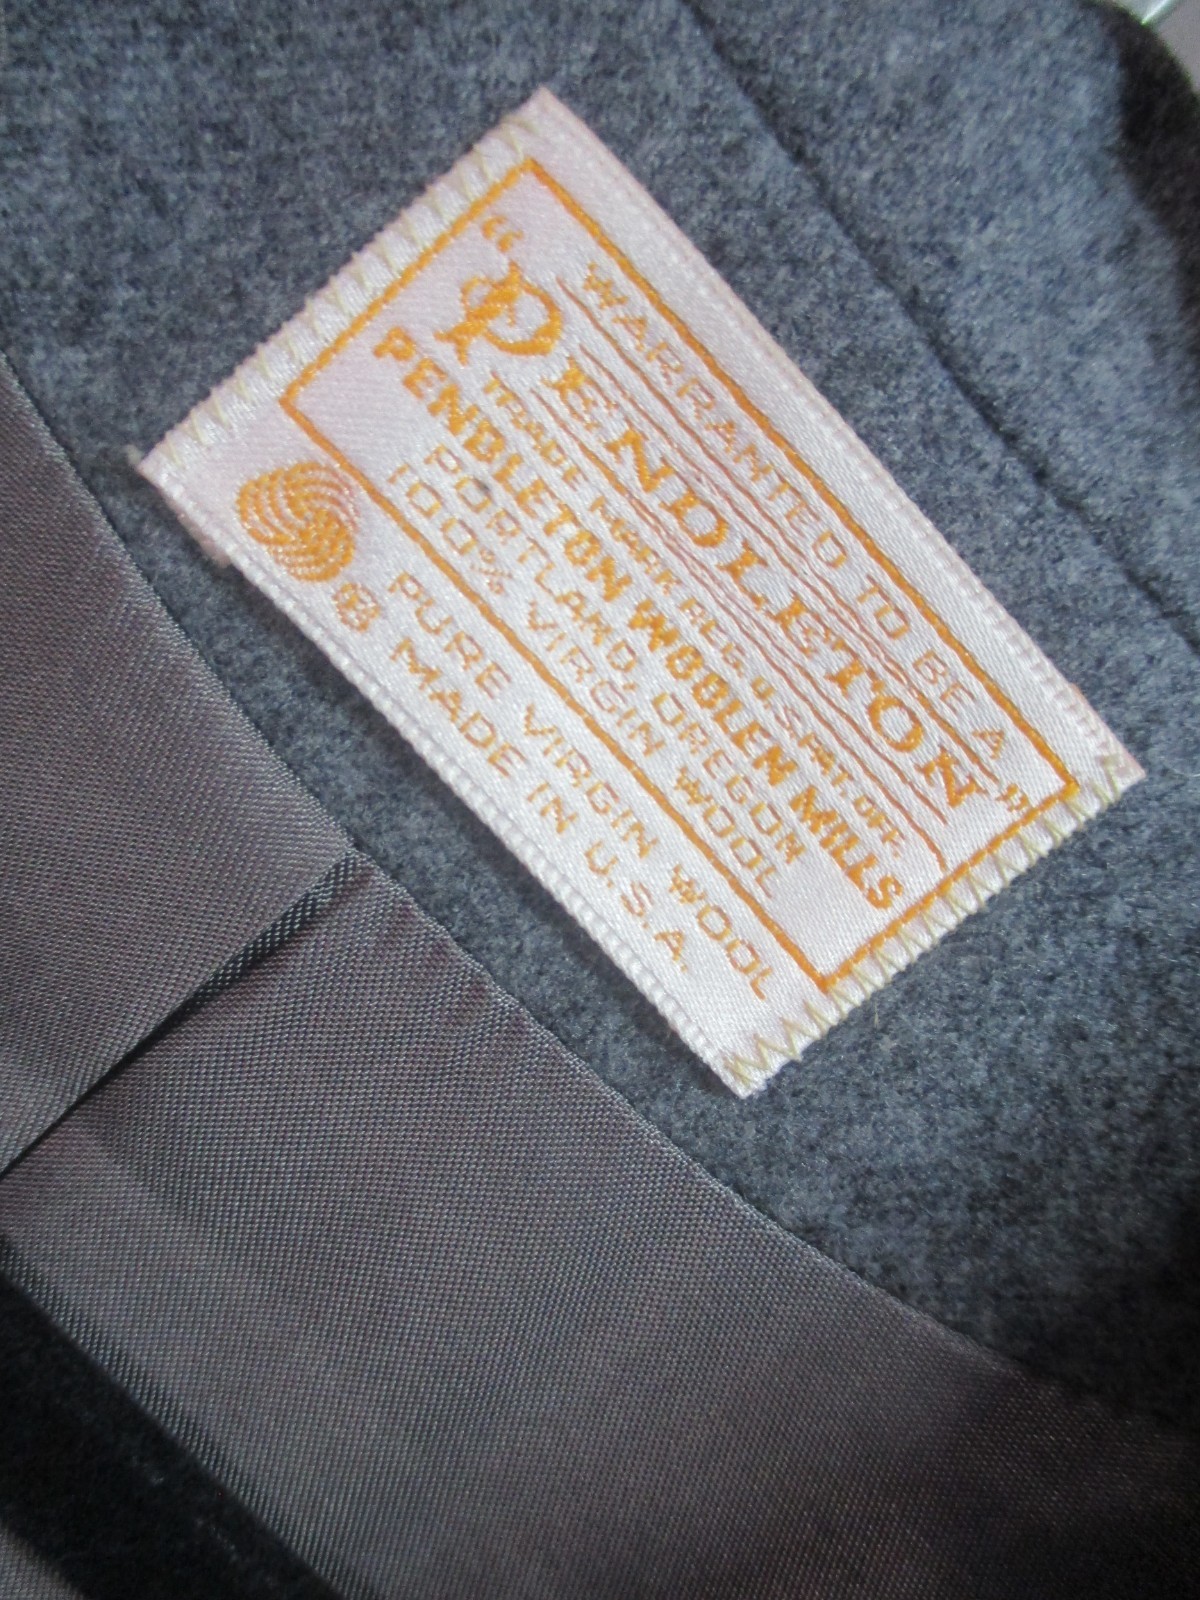 WARRANTED TO BE A
"PENDLETON"
TRADE MARK REG. U.S. PAT. OFF.
PENDLETON WOOLEN MILLS
PORTLAND, OREGON
100% VIRGIN WOOL
® PURE VIRGIN WOOL
MADE IN U.S.A.